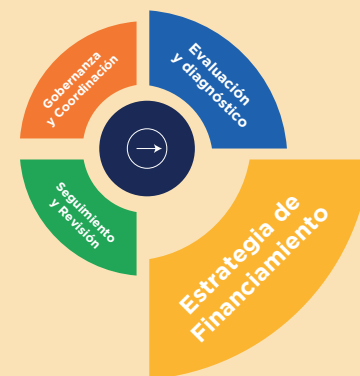 Gobernanza
y Coordinación
Evaluación
y diagnóstico
Seguimiento
y Revisión
Estrategia de
Financiamiento